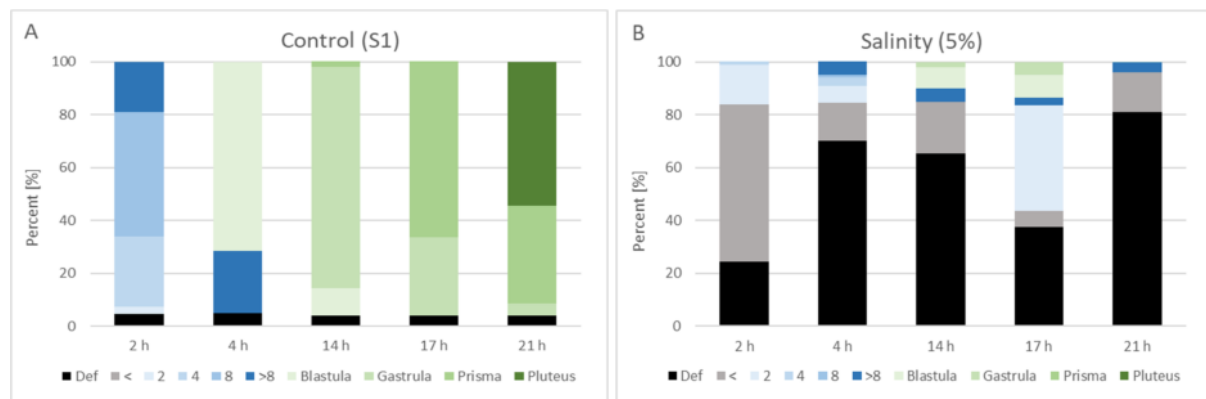 A
Control (S1)
100
80
60
40
20
0
Percent [%]
2 h 4 h 14 h 17 h 21 h
Def < 2 4 8 >8 Blastula Gastrula Prisma Pluteus
B
Salinity (5%)
100
80
60
40
20
0
Percent [%]
2 h 4 h 14 h 17 h 21 h
Def < 2 4 8 >8 Blastula Gastrula Prisma Pluteus